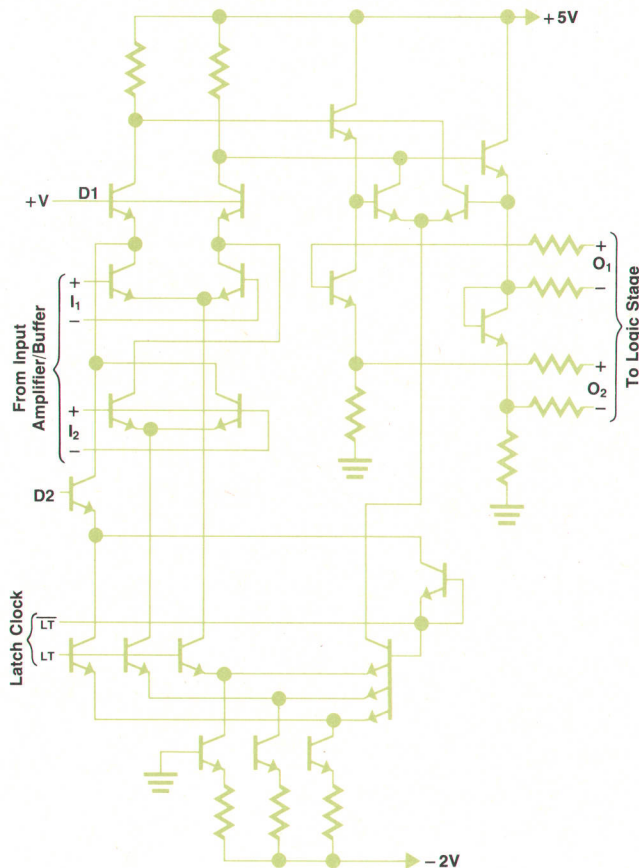 +5V
D1
+V
+
I1
−
From Input
Amplifier/Buffer
+
I2
−
+
O1
−
+
O2
−
To Logic Stage
D2
Latch Clock
LT
LT
−2V